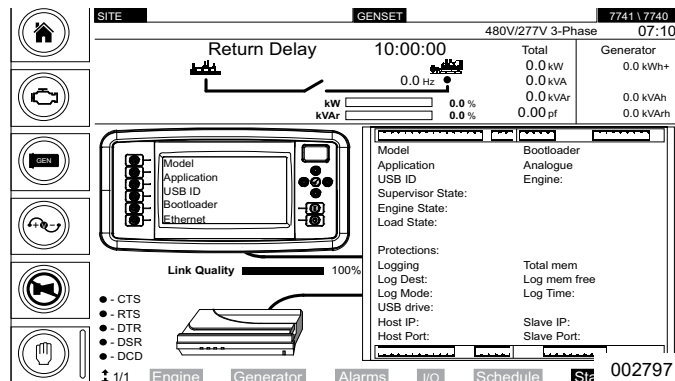 SITE GENSET 7741 \ 7740
480V/277V 3-Phase 07:10
Return Delay 10:00:00 Total Generator
0.0 kW 0.0 kWh+
0.0 Hz 0.0 kVA
kW 0.0 % 0.0 kVAr 0.0 kVAh
kVAr 0.0 % 0.00 pf 0.0 kVArh
GEN
Model
Application
USB ID
Bootloader
Ethernet
Link Quality 100%
- CTS
- RTS
- DTR
- DSR
- DCD
Model Bootloader
Application Analogue
USB ID Engine:
Supervisor State:
Engine State:
Load State:
Protections:
Logging Total mem
Log Dest: Log mem free
Log Mode: Log Time:
USB drive:
Host IP: Slave IP:
Host Port: Slave Port:
1/1 Engine Generator Alarms I/O Schedule Sta
002797